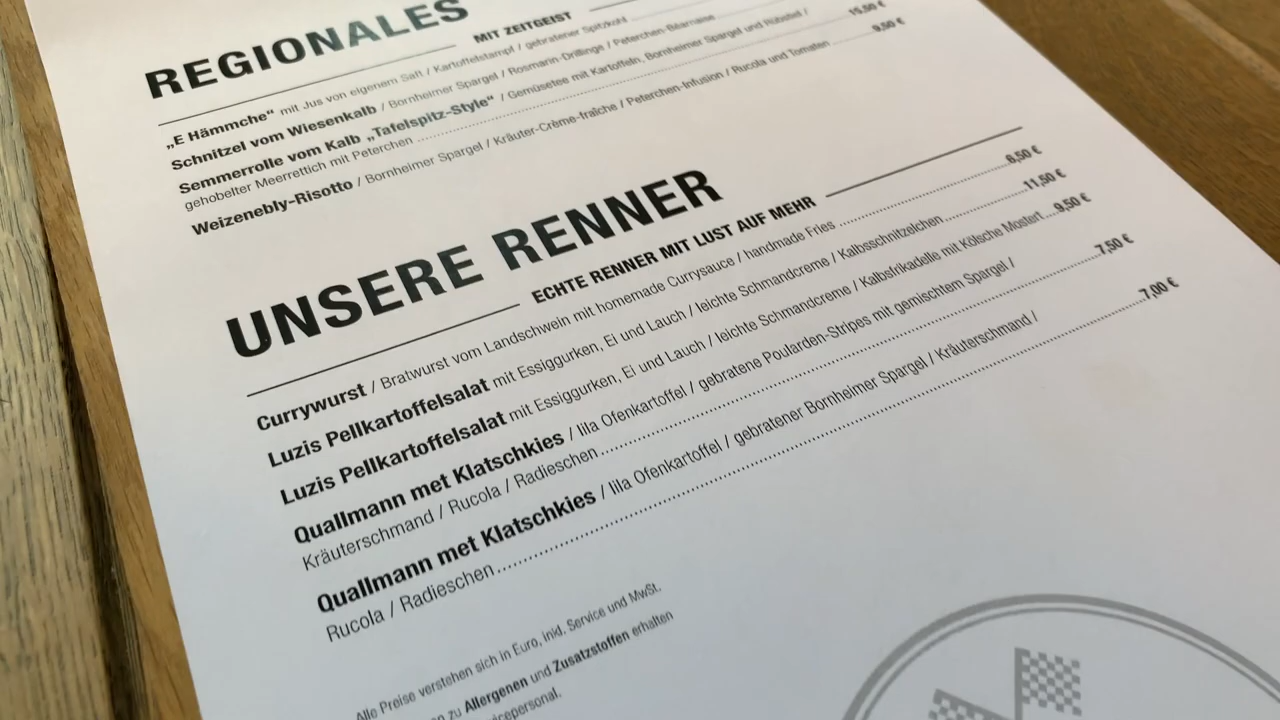 REGIONALES
MIT ZEITGEIST
„E Hämmche“ mit Jus von eigenem Saft / Kartoffelstampf / gebratener Spitzkohl
Schnitzel vom Wiesenkalb / Bornheimer Spargel / Rosmarin-Drillinge / Peterchen-Béarnaise
Semmerrolle vom Kalb „Tafelspitz-Style“ / Gemüsetee mit Kartoffeln, Bornheimer Spargel und Rübstiel /
gehobelter Meerrettich mit Peterchen ........ 15,50 €
Weizenebly-Risotto / Bornheimer Spargel / Kräuter-Crème-fraîche / Peterchen-Infusion / Rucola und Tomaten ........ 9,50 €
UNSERE RENNER
ECHTE RENNER MIT LUST AUF MEHR
Currywurst / Bratwurst vom Landschwein mit homemade Currysauce / handmade Fries ........ 6,50 €
Luzis Pellkartoffelsalat mit Essiggurken, Ei und Lauch / leichte Schmandcreme / Kalbsschnitzelchen ........ 11,50 €
Luzis Pellkartoffelsalat mit Essiggurken, Ei und Lauch / leichte Schmandcreme / Kalbsfrikadelle mit Kölsche Mostert ....9,50 €
Quallmann met Klatschkies / lila Ofenkartoffel / gebratene Poularden-Stripes mit gemischtem Spargel /
Kräuterschmand / Rucola / Radieschen ........ 7,50 €
Quallmann met Klatschkies / lila Ofenkartoffel / gebratener Bornheimer Spargel / Kräuterschmand /
Rucola / Radieschen ........ 7,00 €
Alle Preise verstehen sich in Euro, inkl. Service und MwSt.
zu Allergenen und Zusatzstoffen erhalten